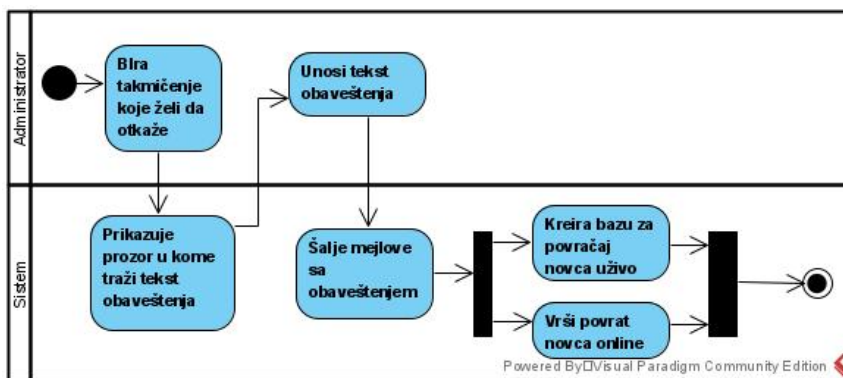 Administrator
BIra
takmičenje
koje želi da
otkaže
Unosi tekst
obaveštenja
Sistem
Prikazuje
prozor u kome
traži tekst
obaveštenja
Šalje mejlove
sa
obaveštenjem
Kreira bazu za
povračaj
novca uživo
Vrši povrat
novca online
Powered By□Visual Paradigm Community Edition